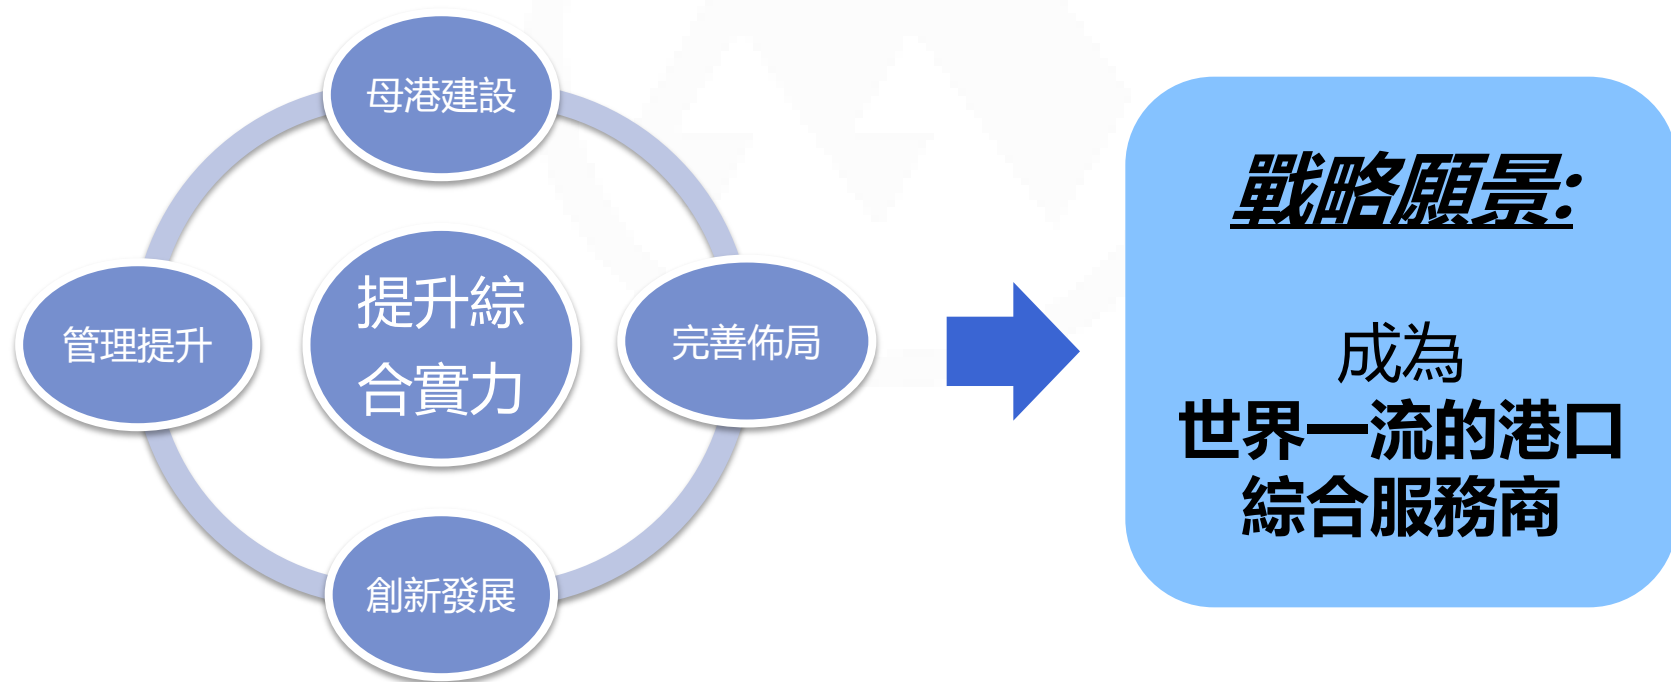 母港建設
管理提升
提升綜
合實力
完善佈局
創新發展
戰略願景:
成為
世界一流的港口
綜合服務商